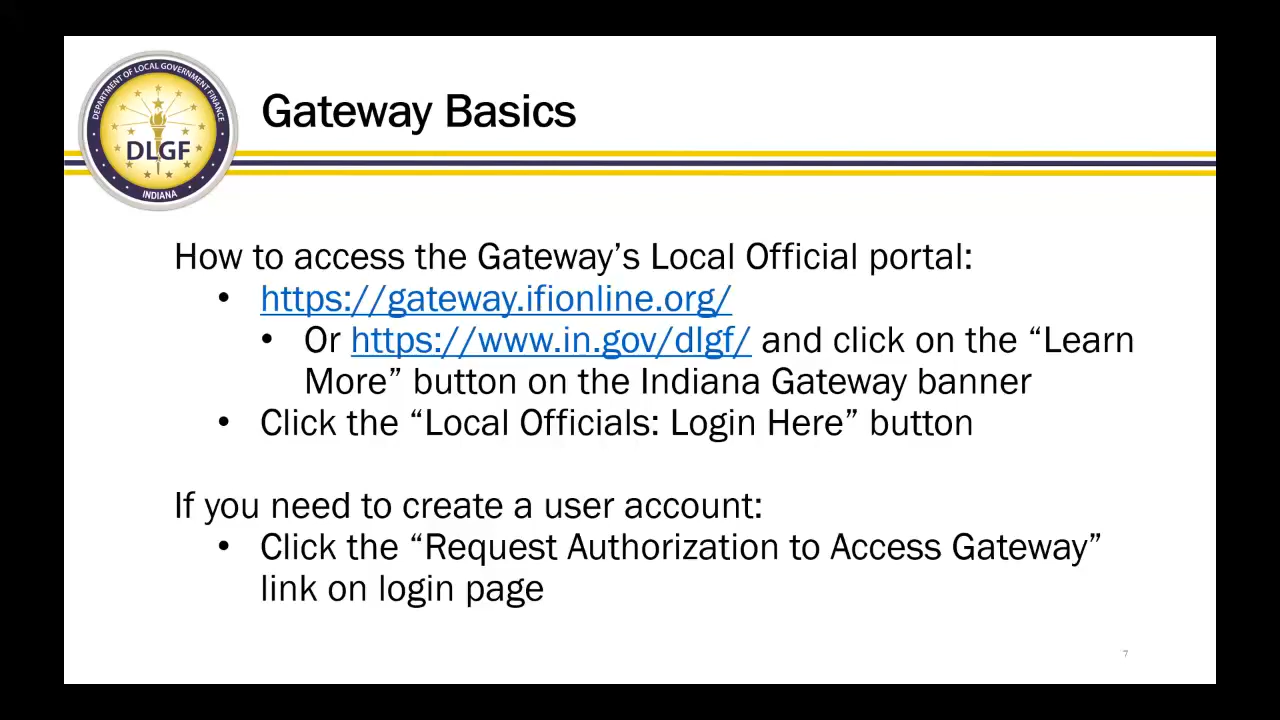 DEPARTMENT OF LOCAL GOVERNMENT FINANCE
DLGF
INDIANA
Gateway Basics
How to access the Gateway’s Local Official portal:
• https://gateway.ifionline.org/
• Or https://www.in.gov/dlgf/ and click on the “Learn
More” button on the Indiana Gateway banner
• Click the “Local Officials: Login Here” button
If you need to create a user account:
• Click the “Request Authorization to Access Gateway”
link on login page
7